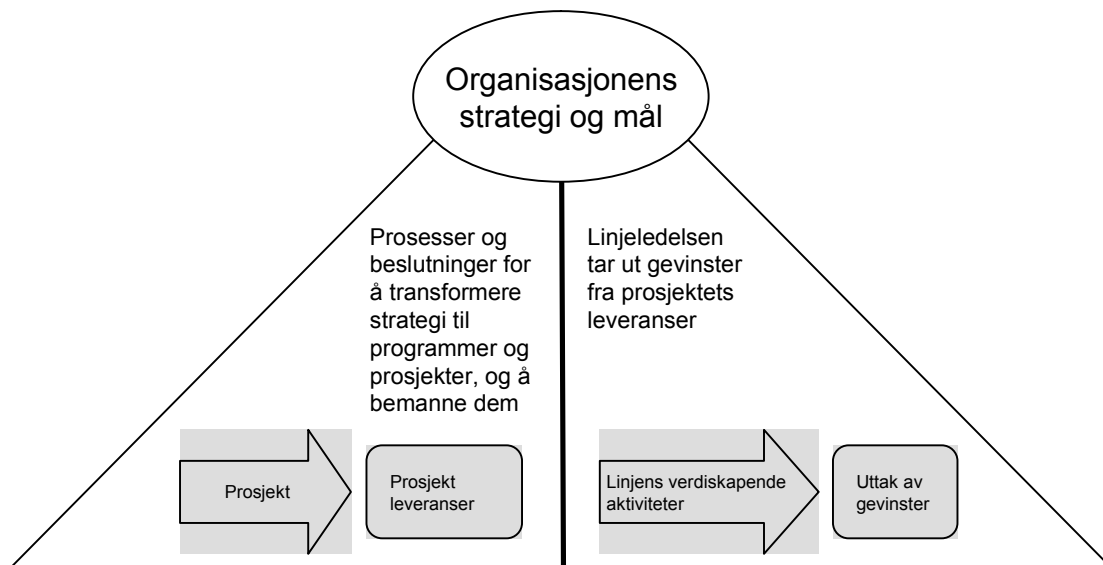 Organisasjonens
strategi og mål
Prosesser og
beslutninger for
å transformere
strategi til
programmer og
prosjekter, og å
bemanne dem
Linjeledelsen
tar ut gevinster
fra prosjektets
leveranser
Prosjekt
Prosjekt
leveranser
Linjens verdiskapende
aktiviteter
Uttak av
gevinster